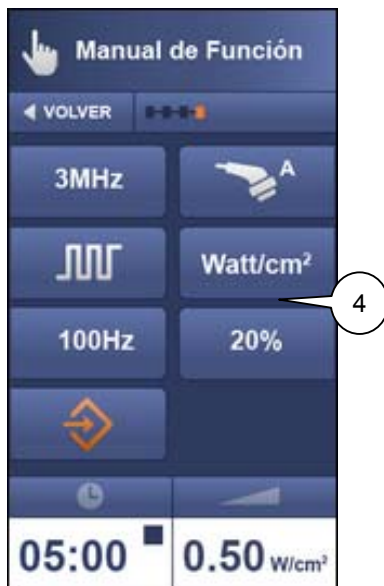 Manual de Función
VOLVER
3MHz
A
Watt/cm²
4
100Hz
20%
05:00
0.50 W/cm²